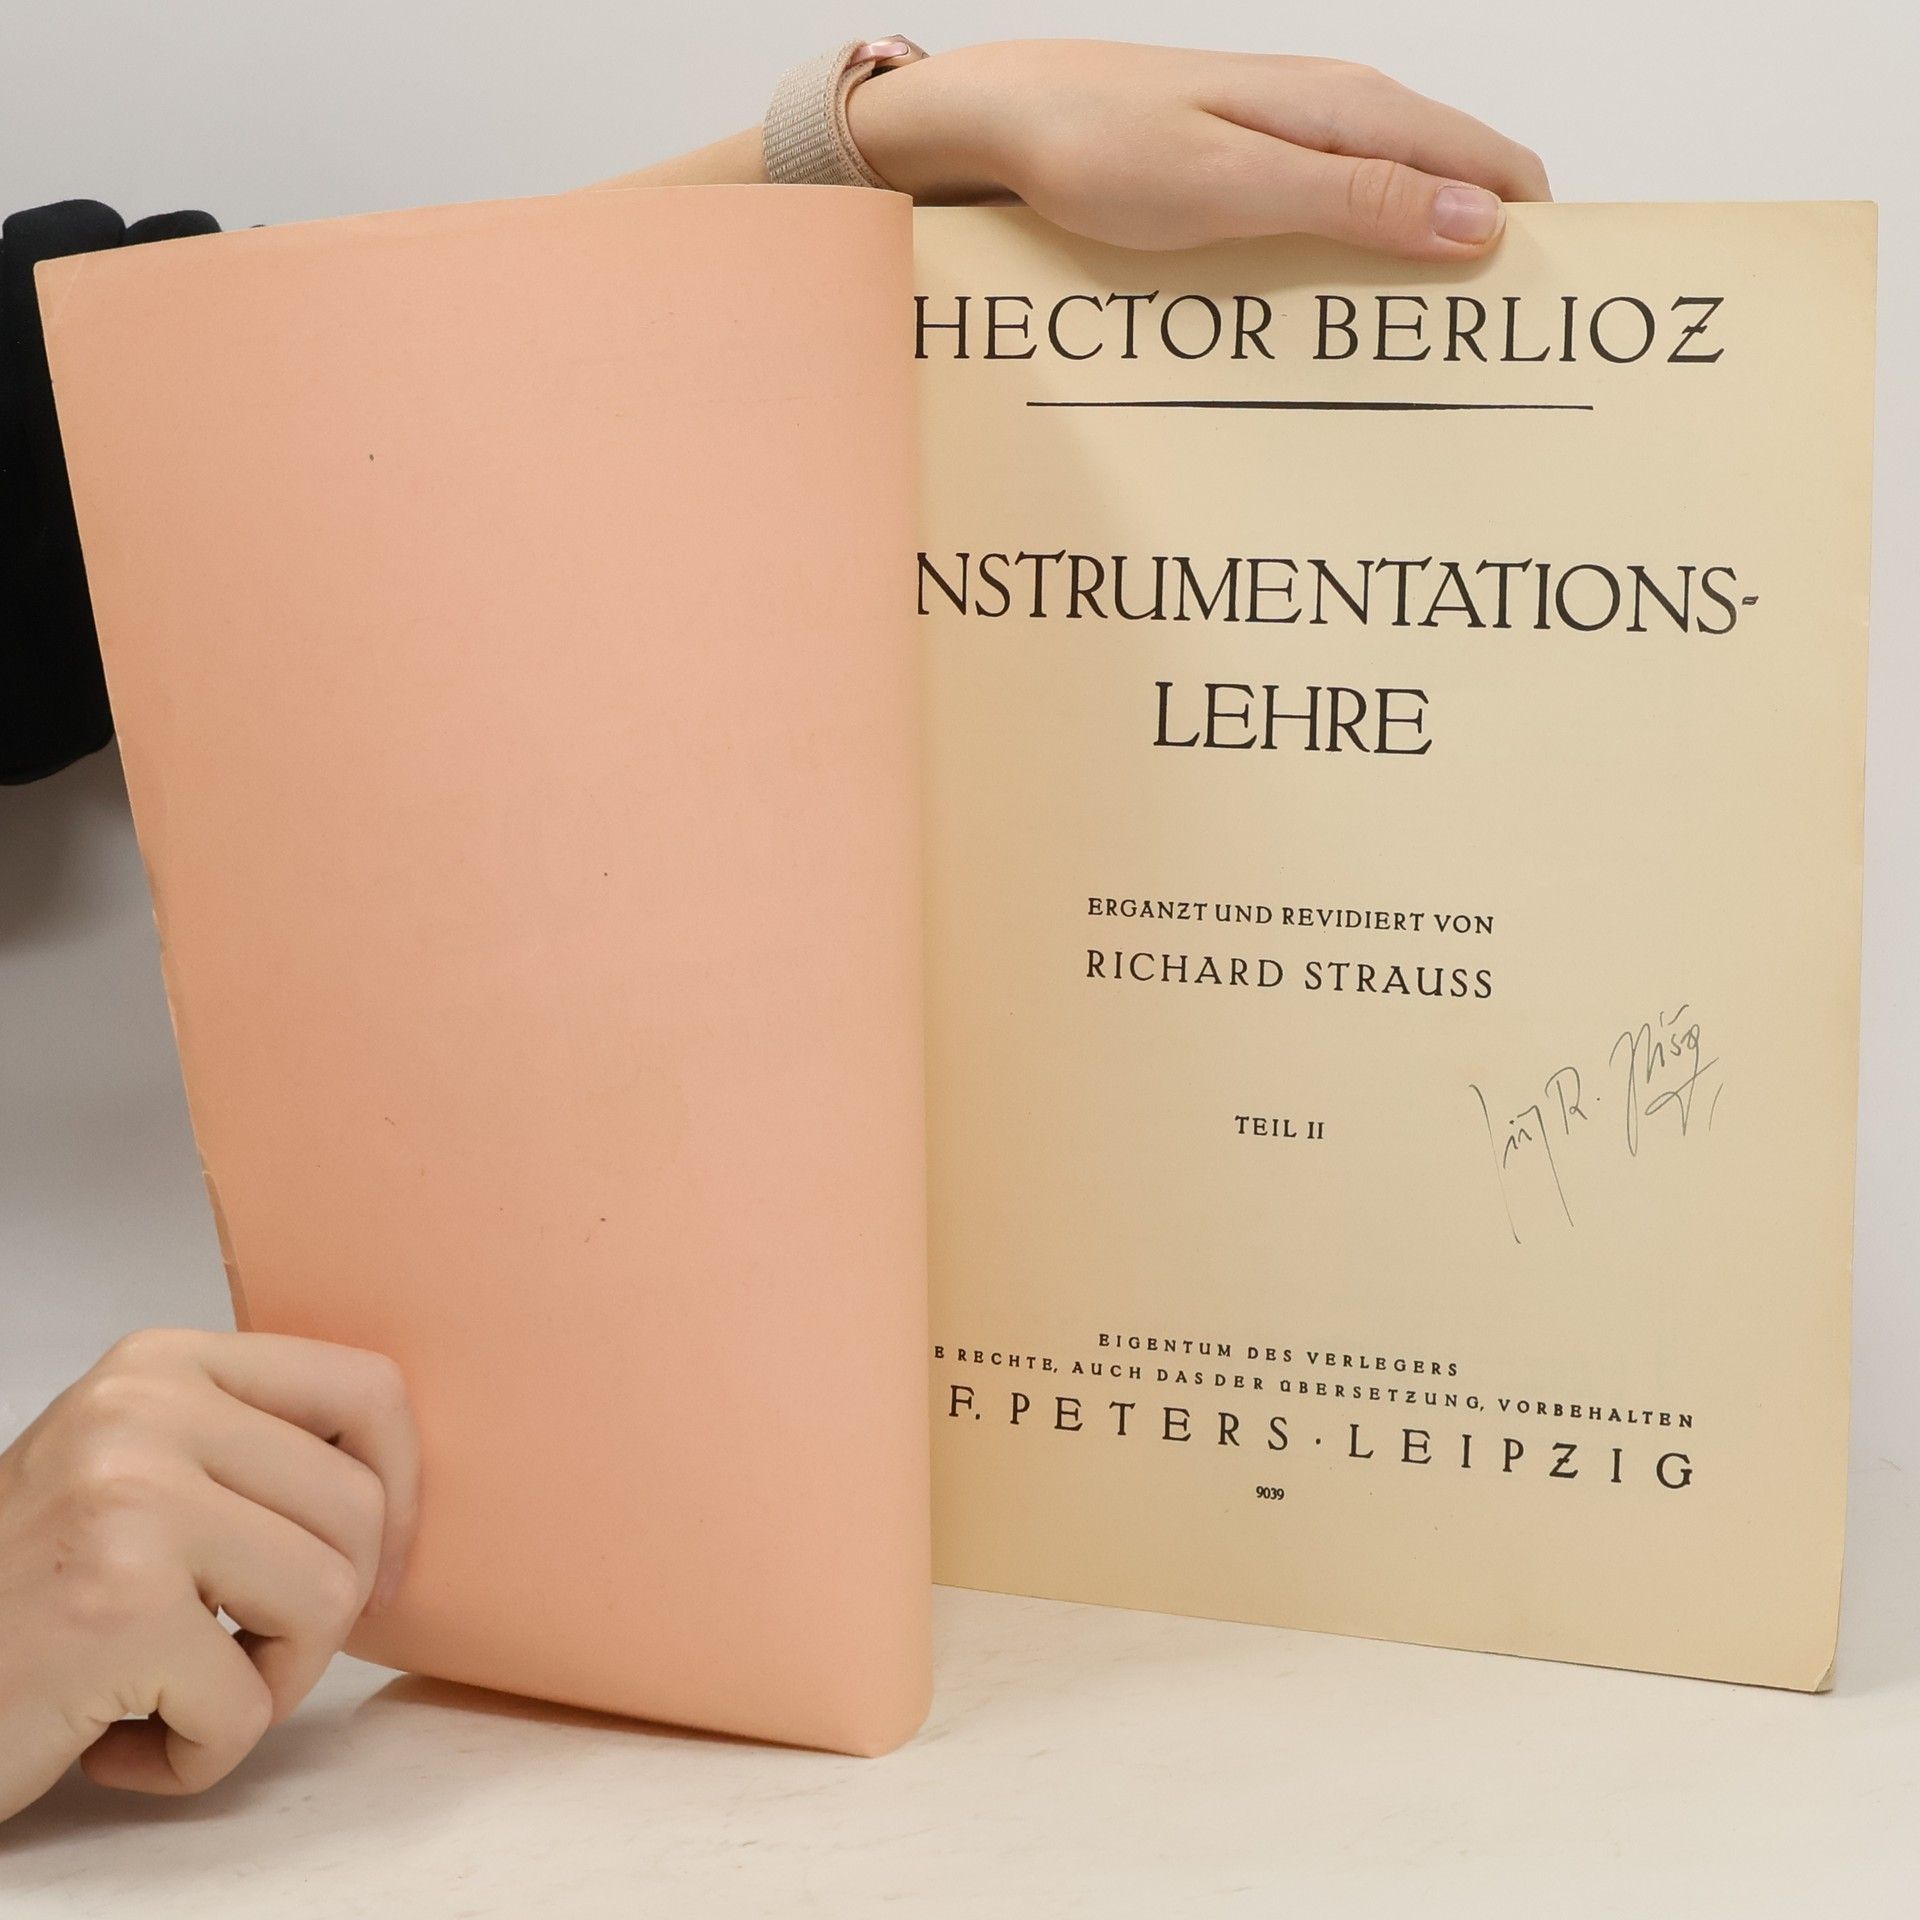 HECTOR BERLIOZ
NSTRUMENTATIONS-
LEHRE
ERGANZT UND REVIDIERT VON
RICHARD STRAUSS
TEIL II
EIGENTUM DES VERLEGERS
E RECHTE, AUCH DAS DER ÜBERSETZUNG, VORBEHALTEN
F. PETERS · LEIPZIG
9039